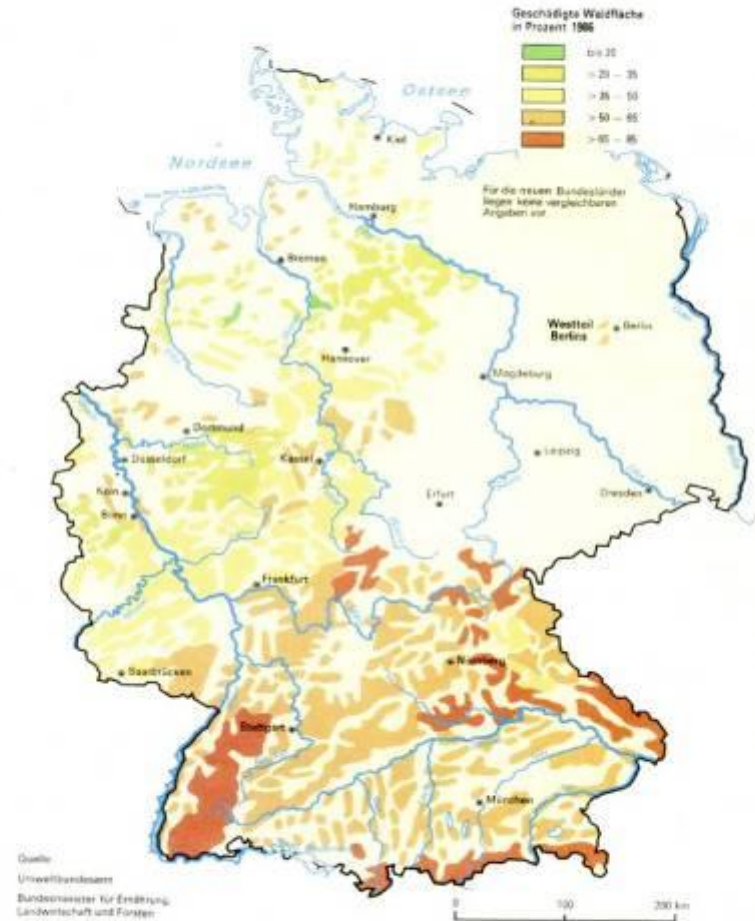 Geschädigte Waldfläche
in Prozent 1986
bis 20
> 20 – 35
> 35 – 50
> 50 – 65
> 65 – 85
Ostsee
Nordsee
Kiel
Für die neuen Bundesländer
liegen keine vergleichbaren
Angaben vor
Hamburg
Bremen
Westteil
Berlins
Berlin
Hannover
Magdeburg
Dortmund
Düsseldorf
Kassel
Leipzig
Köln
Erfurt
Dresden
Bonn
Frankfurt
Saarbrücken
Nürnberg
Stuttgart
München
Quelle
Umweltbundesamt
Bundesminister für Ernährung,
Landwirtschaft und Forsten
0 100 200 km